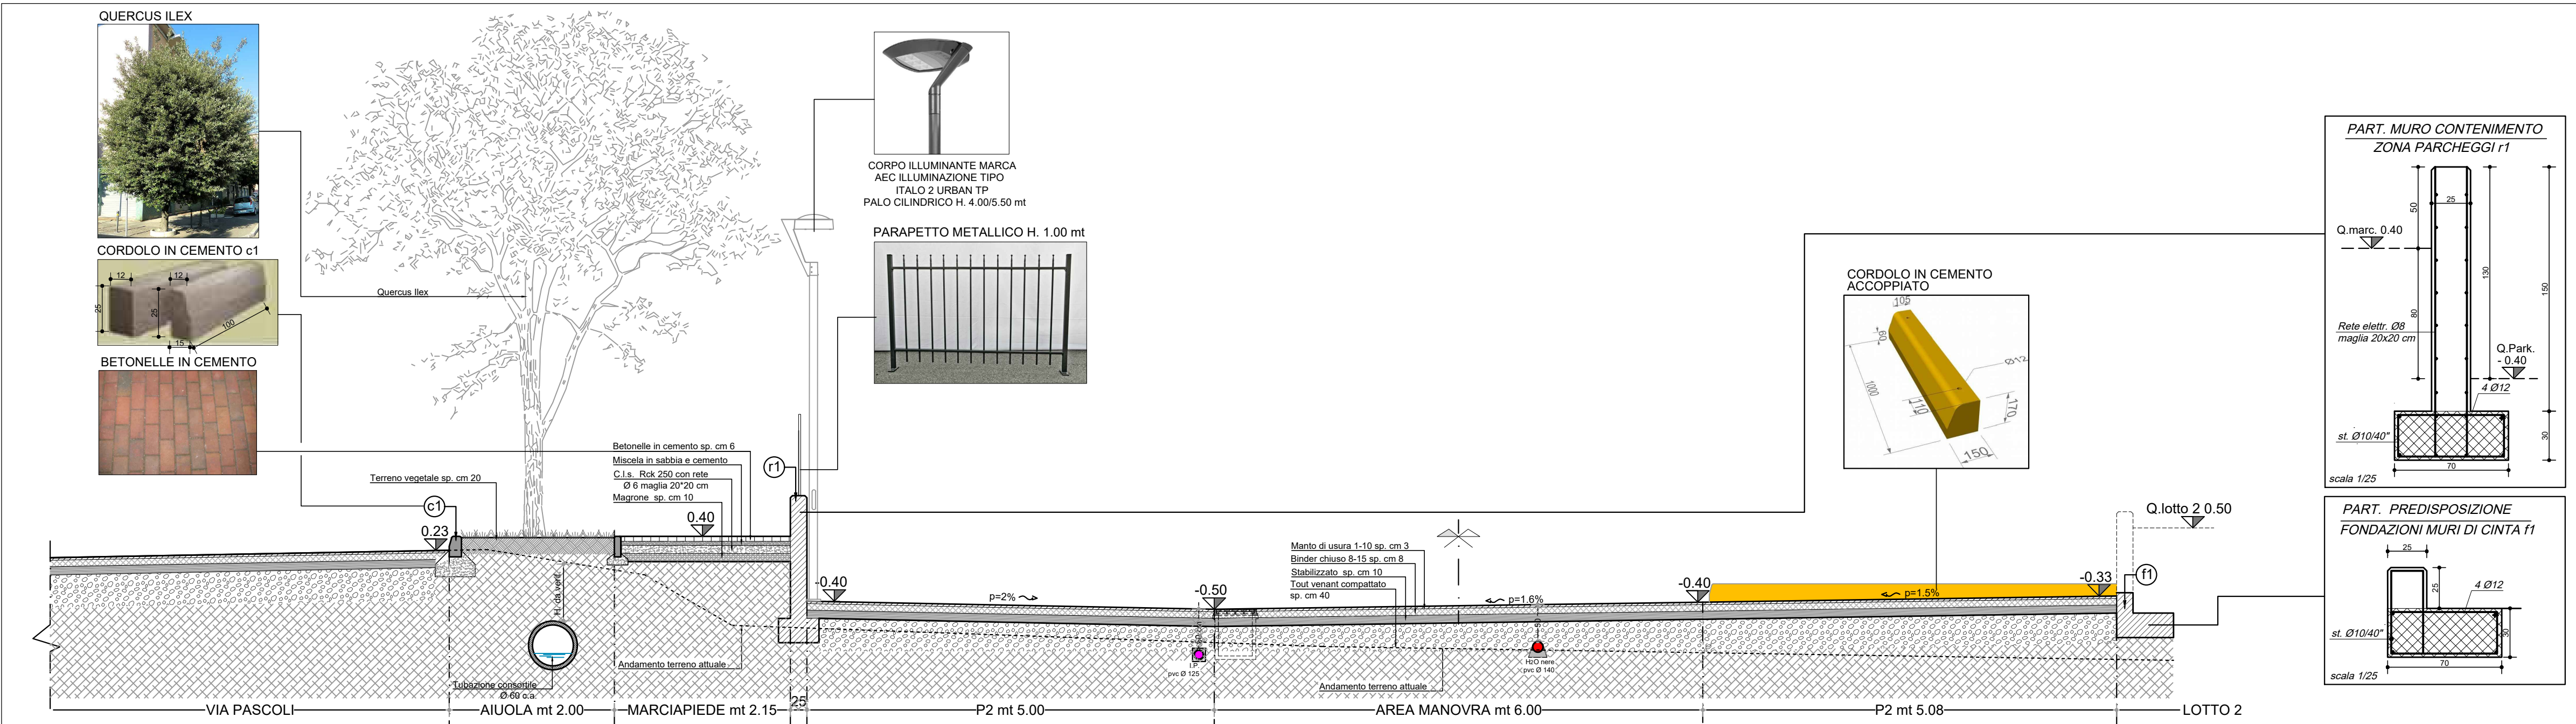 QUERCUS ILEX
CORDOLO IN CEMENTO c1
12
12
25
25
15
100
BETONELLE IN CEMENTO
Quercus Ilex
Terreno vegetale sp. cm 20
c1
0.23
CORPO ILLUMINANTE MARCA
AEC ILLUMINAZIONE TIPO
ITALO 2 URBAN TP
PALO CILINDRICO H. 4.00/5.50 mt
PARAPETTO METALLICO H. 1.00 mt
Betonelle in cemento sp. cm 6
Miscela in sabbia e cemento
C.l.s. Rck 250 con rete
Ø 6 maglia 20*20 cm
Magrone sp. cm 10
r1
0.40
-0.40
p=2%
-0.50
Manto di usura 1-10 sp. cm 3
Binder chiuso 8-15 sp. cm 8
Stabilizzato sp. cm 10
Tout venant compattato
sp. cm 40
p=1.6%
-0.40
p=1.5%
-0.33
f1
Q.lotto 2 0.50
CORDOLO IN CEMENTO
ACCOPPIATO
105
60
1000
Ø12
110
170
150
H. da verif.
Tubazione consortile
Ø 60 c.a.
Andamento terreno attuale
I.P.
pvc Ø 125
H2O nere
pvc Ø 140
Andamento terreno attuale
VIA PASCOLI
AIUOLA mt 2.00
MARCIAPIEDE mt 2.15
25
P2 mt 5.00
AREA MANOVRA mt 6.00
P2 mt 5.08
LOTTO 2
PART. MURO CONTENIMENTO
ZONA PARCHEGGI r1
25
50
Q.marc. 0.40
130
150
80
Rete elettr. Ø8
maglia 20x20 cm
Q.Park.
- 0.40
4 Ø12
st. Ø10/40"
30
70
scala 1/25
PART. PREDISPOSIZIONE
FONDAZIONI MURI DI CINTA f1
25
25
4 Ø12
st. Ø10/40"
30
70
scala 1/25